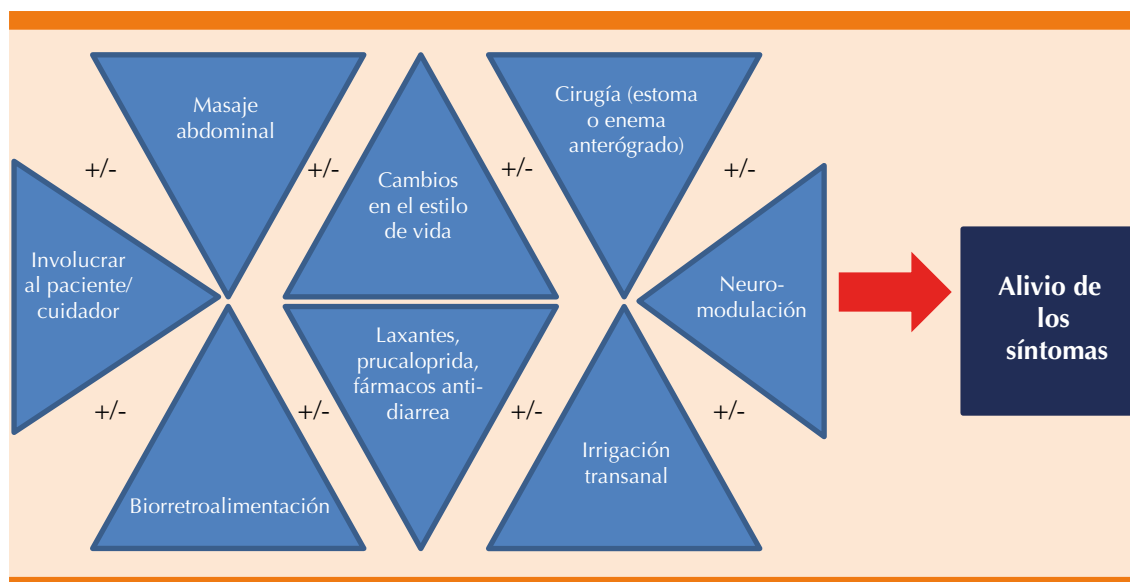 Masaje
abdominal
Cirugía (estoma
o enema
anterógrado)
+/-
+/-
+/-
+/-
Cambios
en el estilo
de vida
Involucrar
al paciente/
cuidador
Neuro-
modulación
Alivio de
los
síntomas
Laxantes,
prucaloprida,
fármacos anti-
diarrea
+/-
+/-
+/-
+/-
Irrigación
transanal
Biorretroalimentación